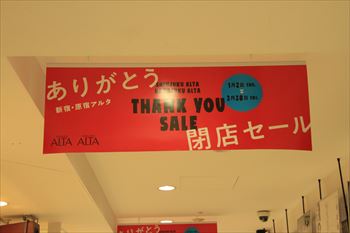 ありがとう
新宿・原宿アルタ
SHINJUKU ALTA
HARAJUKU ALTA
THANK YOU
SALE
閉店セール
ALTA ALTA
ありがとう